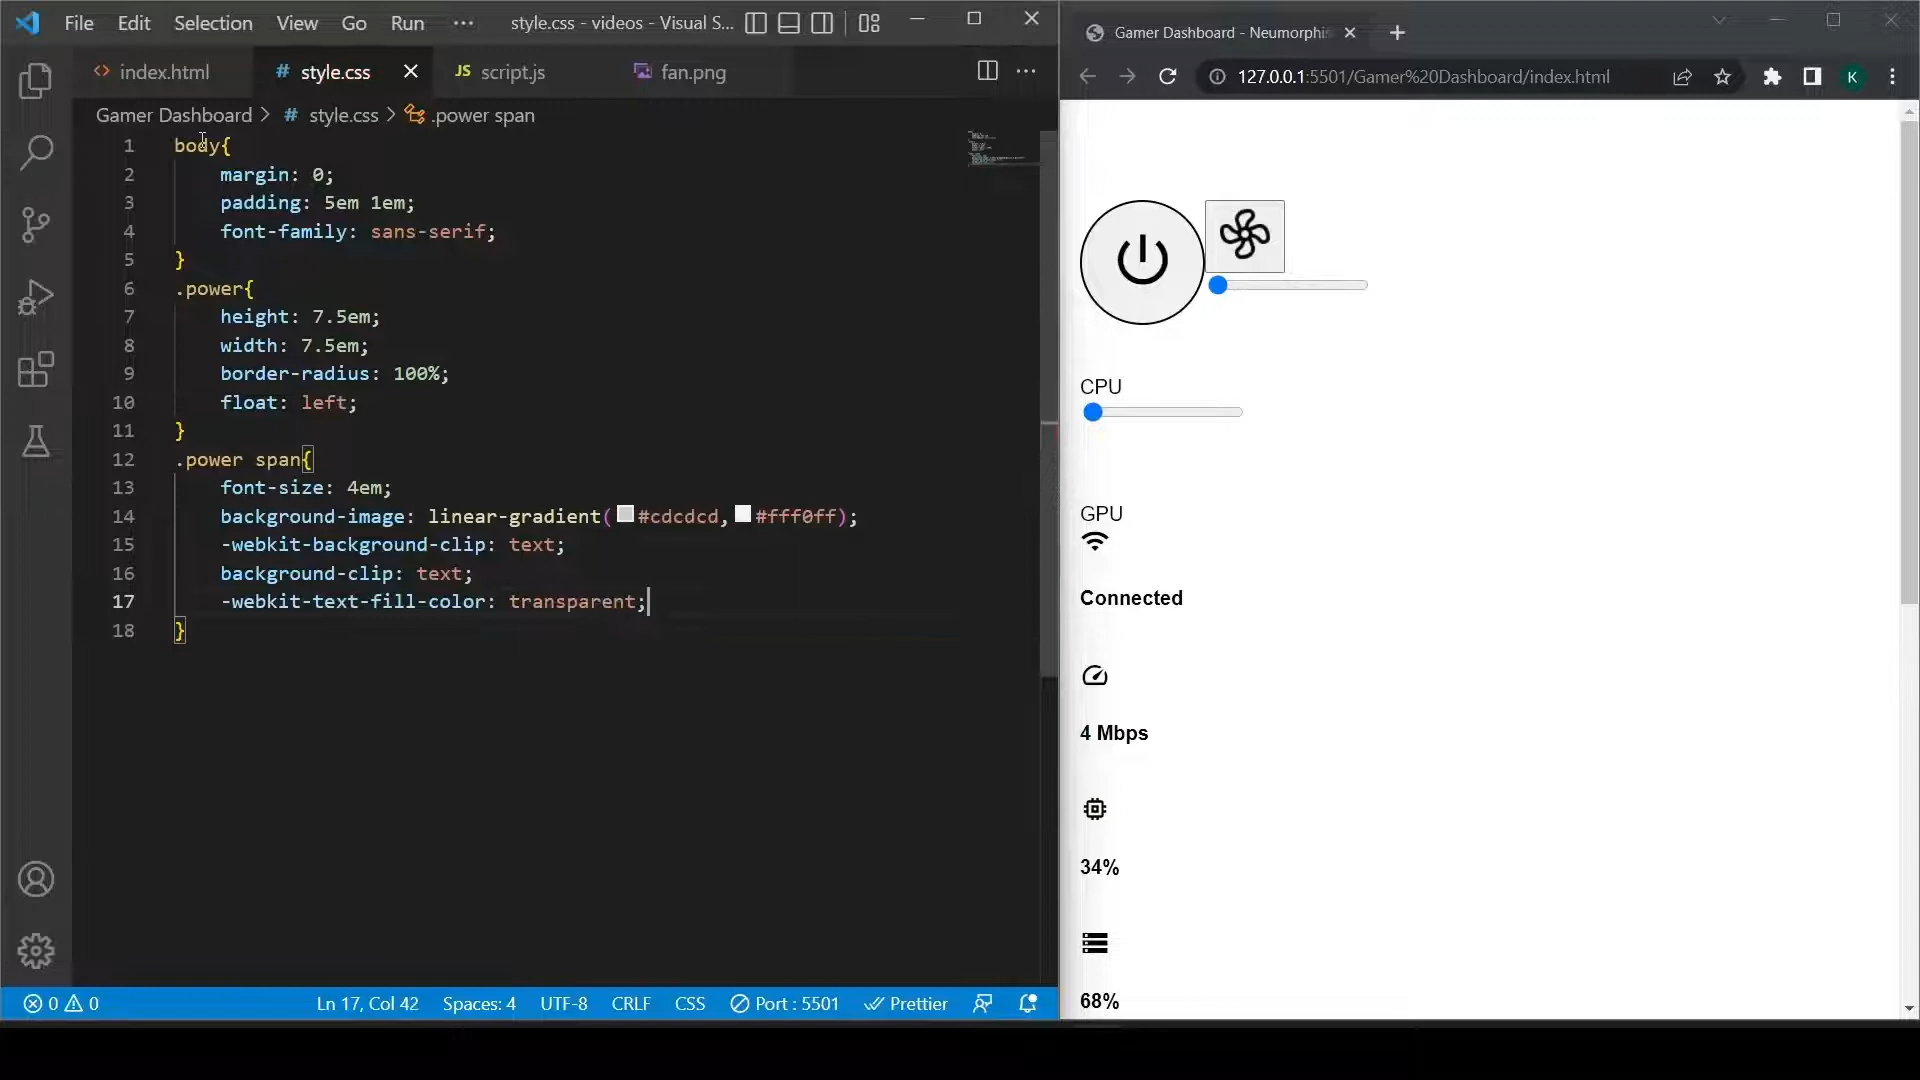 File Edit Selection View Go Run ··· style.css - videos - Visual S...
index.html # style.css JS script.js fan.png
Gamer Dashboard > # style.css > .power span
1 body{
2 margin: 0;
3 padding: 5em 1em;
4 font-family: sans-serif;
5 }
6 .power{
7 height: 7.5em;
8 width: 7.5em;
9 border-radius: 100%;
10 float: left;
11 }
12 .power span{
13 font-size: 4em;
14 background-image: linear-gradient(#cdcdcd,#fff0ff);
15 -webkit-background-clip: text;
16 background-clip: text;
17 -webkit-text-fill-color: transparent;
18 }
0 0 Ln 17, Col 42 Spaces: 4 UTF-8 CRLF CSS Port : 5501 Prettier
Gamer Dashboard - Neumorphis
127.0.0.1:5501/Gamer%20Dashboard/index.html K
CPU
GPU
Connected
4 Mbps
34%
68%